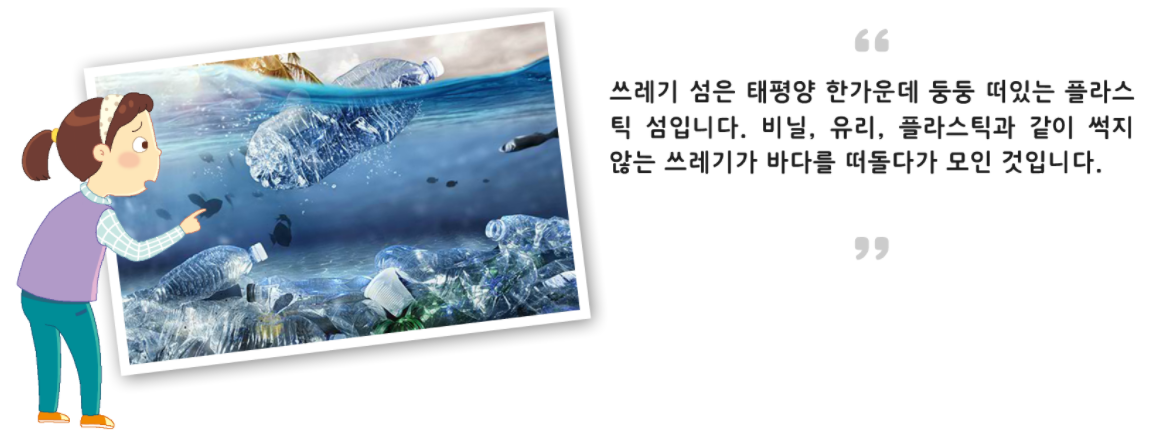 “
쓰레기 섬은 태평양 한가운데 둥둥 떠있는 플라스
틱 섬입니다. 비닐, 유리, 플라스틱과 같이 썩지
않는 쓰레기가 바다를 떠돌다가 모인 것입니다.
”